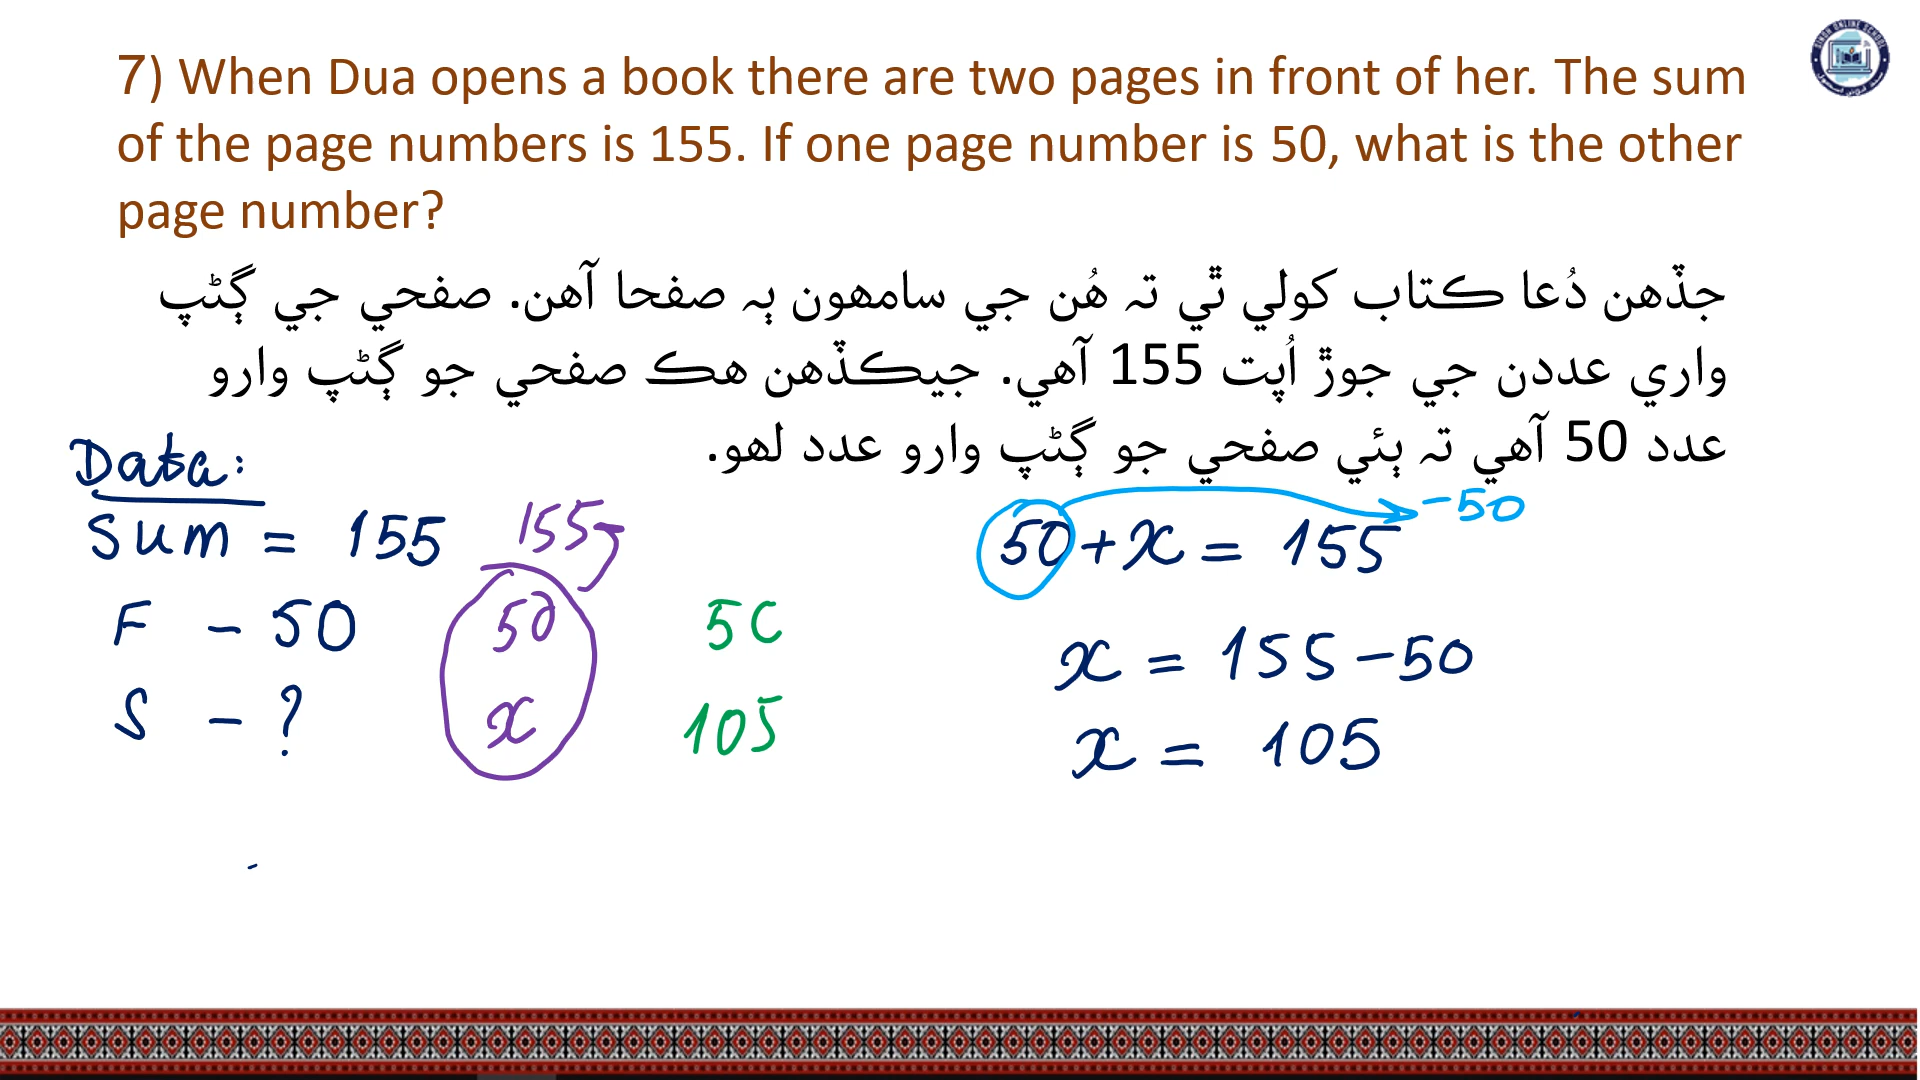 7) When Dua opens a book there are two pages in front of her. The sum
of the page numbers is 155. If one page number is 50, what is the other
page number?
جڏهن دُعا ڪتاب کولي ٿي تہ هُن جي سامهون ٻہ صفحا آهن. صفحي جي ڳڻپ
واري عددن جي جوڙ اُپت 155 آهي. جيڪڏهن هڪ صفحي جو ڳڻپ وارو
عدد 50 آهي تہ ٻئي صفحي جو ڳڻپ وارو عدد لهو.
Data:
Sum = 155
F - 50
S - ?
155
50
x
50
105
50 + x = 155 -50
x = 155 - 50
x = 105